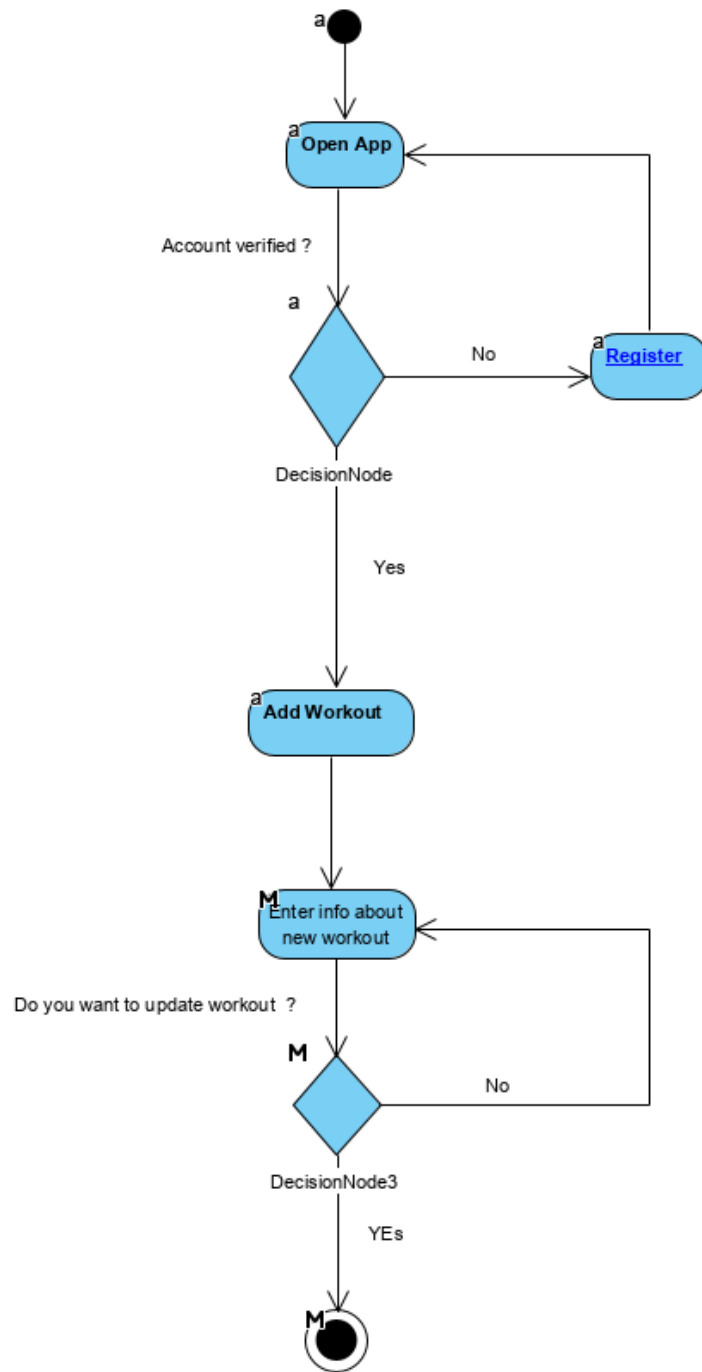 a
a
Open App
Account verified ?
a
No
a
Register
DecisionNode
Yes
a
Add Workout
M
Enter info about
new workout
Do you want to update workout  ?
M
No
DecisionNode3
YEs
M